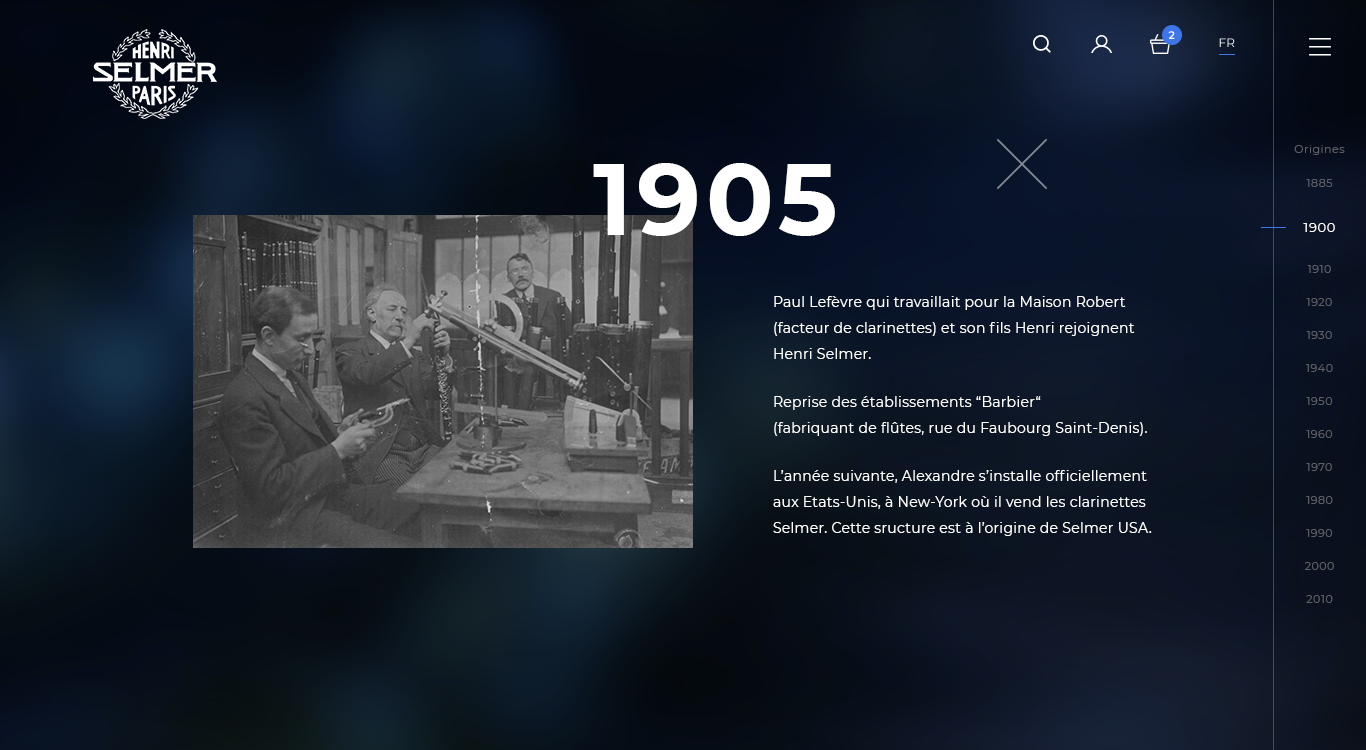 HENRI
SELMER
PARIS
2
FR
1905
Paul Lefèvre qui travaillait pour la Maison Robert
(facteur de clarinettes) et son fils Henri rejoignent
Henri Selmer.
Reprise des établissements “Barbier“
(fabriquant de flûtes, rue du Faubourg Saint-Denis).
L’année suivante, Alexandre s’installe officiellement
aux Etats-Unis, à New-York où il vend les clarinettes
Selmer. Cette sructure est à l’origine de Selmer USA.
Origines
1885
1900
1910
1920
1930
1940
1950
1960
1970
1980
1990
2000
2010